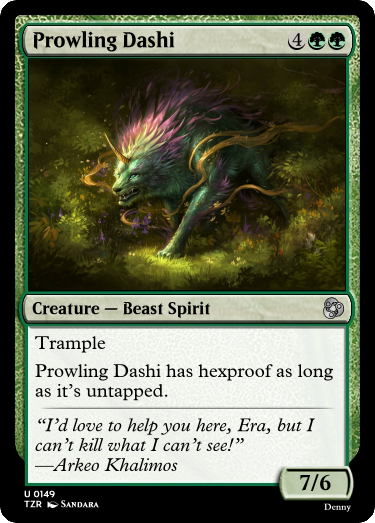 Prowling Dashi 4
Creature — Beast Spirit
Trample
Prowling Dashi has hexproof as long
as it's untapped.
“I'd love to help you here, Era, but I
can't kill what I can't see!”
—Arkeo Khalimos
7/6
U 0149
TZR Sandara
Denny